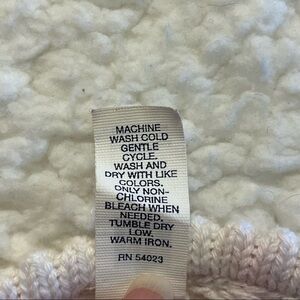 MACHINE
WASH COLD
GENTLE
CYCLE.
WASH AND
DRY WITH LIKE
COLORS.
ONLY NON-
CHLORINE
BLEACH WHEN
NEEDED.
TUMBLE DRY
LOW.
WARM IRON.
RN 54023